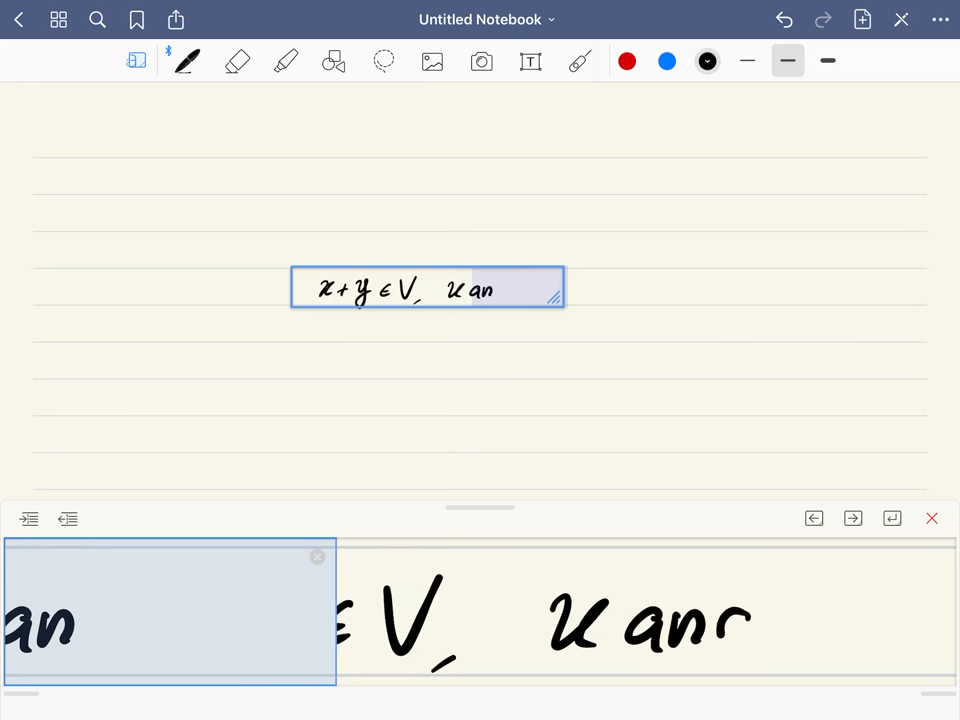 Untitled Notebook
T
x + y ∈ V, x an
an ∈ V, x an